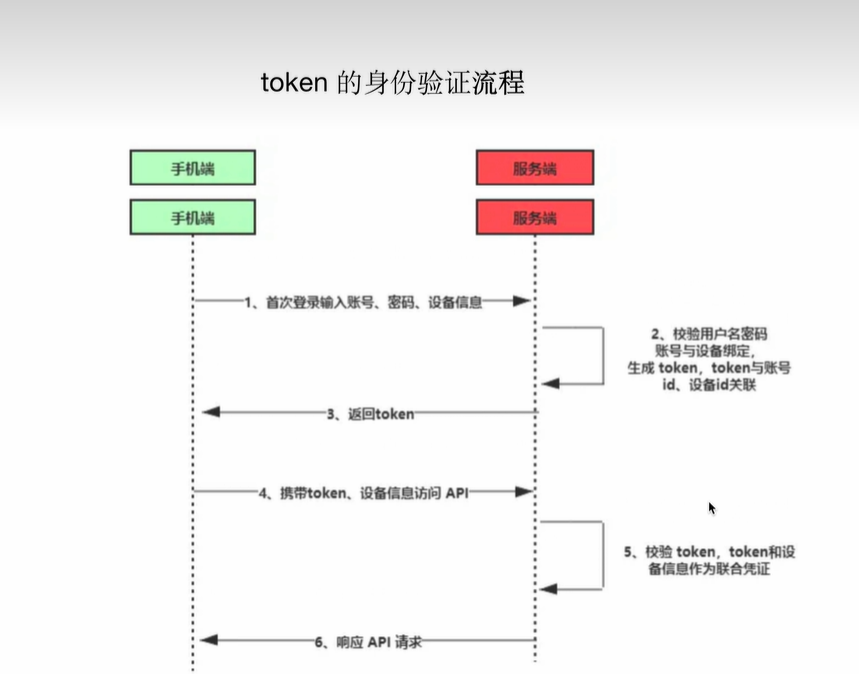 token 的身份验证流程
手机端
服务端
手机端
服务端
1、首次登录输入账号、密码、设备信息
2、校验用户名密码
账号与设备绑定，
生成 token，token与账号
id、设备id关联
3、返回token
4、携带token、设备信息访问 API
5、校验 token，token和设
备信息作为联合凭证
6、响应 API 请求